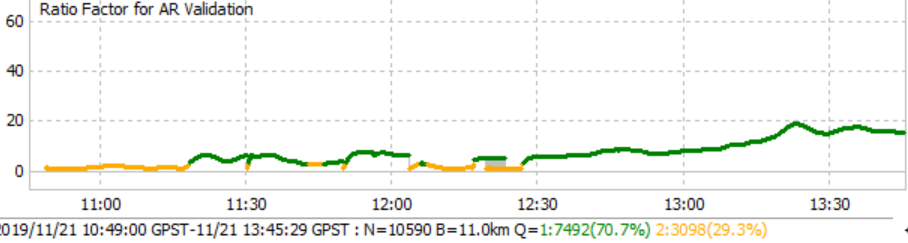 Ratio Factor for AR Validation
60
40
20
0
11:00 11:30 12:00 12:30 13:00 13:30
2019/11/21 10:49:00 GPST-11/21 13:45:29 GPST : N=10590 B=11.0km Q=1:7492(70.7%) 2:3098(29.3%)